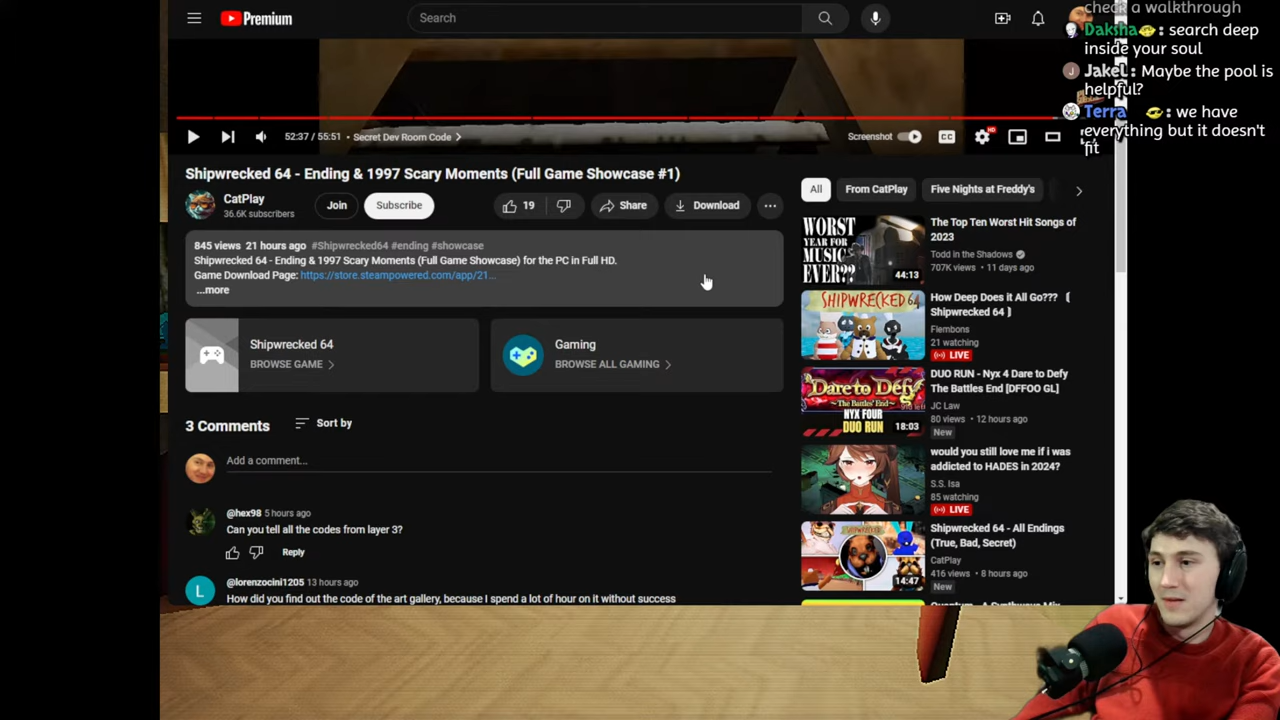 Premium
Search
check a walkthrough
Daksha : search deep
inside your soul
Jakel : Maybe the pool is
helpful?
Terra : we have
everything but it doesn't
fit
52:37 / 55:51 • Secret Dev Room Code >
Screenshot
CC
HD
Shipwrecked 64 - Ending & 1997 Scary Moments (Full Game Showcase #1)
CatPlay
36.6K subscribers
Join
Subscribe
19
Share
Download
845 views 21 hours ago #Shipwrecked64 #ending #showcase
Shipwrecked 64 - Ending & 1997 Scary Moments (Full Game Showcase) for the PC in Full HD.
Game Download Page: https://store.steampowered.com/app/21...
...more
Shipwrecked 64
BROWSE GAME >
Gaming
BROWSE ALL GAMING >
3 Comments
Sort by
Add a comment...
@hex98 5 hours ago
Can you tell all the codes from layer 3?
Reply
L
@lorenzocini1205 13 hours ago
How did you find out the code of the art gallery, because I spend a lot of hour on it without success
All
From CatPlay
Five Nights at Freddy's
WORST
YEAR FOR
MUSIC
EVER??
44:13
The Top Ten Worst Hit Songs of
2023
Todd in the Shadows
707K views • 11 days ago
SHIPWRECKED 64
How Deep Does it All Go??? 〔
Shipwrecked 64 〕
Flembons
21 watching
LIVE
Dare to Defy
~The Battles' End~
NYX FOUR
DUO RUN
18:03
DUO RUN - Nyx 4 Dare to Defy
The Battles End [DFFOO GL]
JC Law
80 views • 12 hours ago
New
would you still love me if i was
addicted to HADES in 2024?
S.S. Isa
85 watching
LIVE
14:47
Shipwrecked 64 - All Endings
(True, Bad, Secret)
CatPlay
416 views • 8 hours ago
New